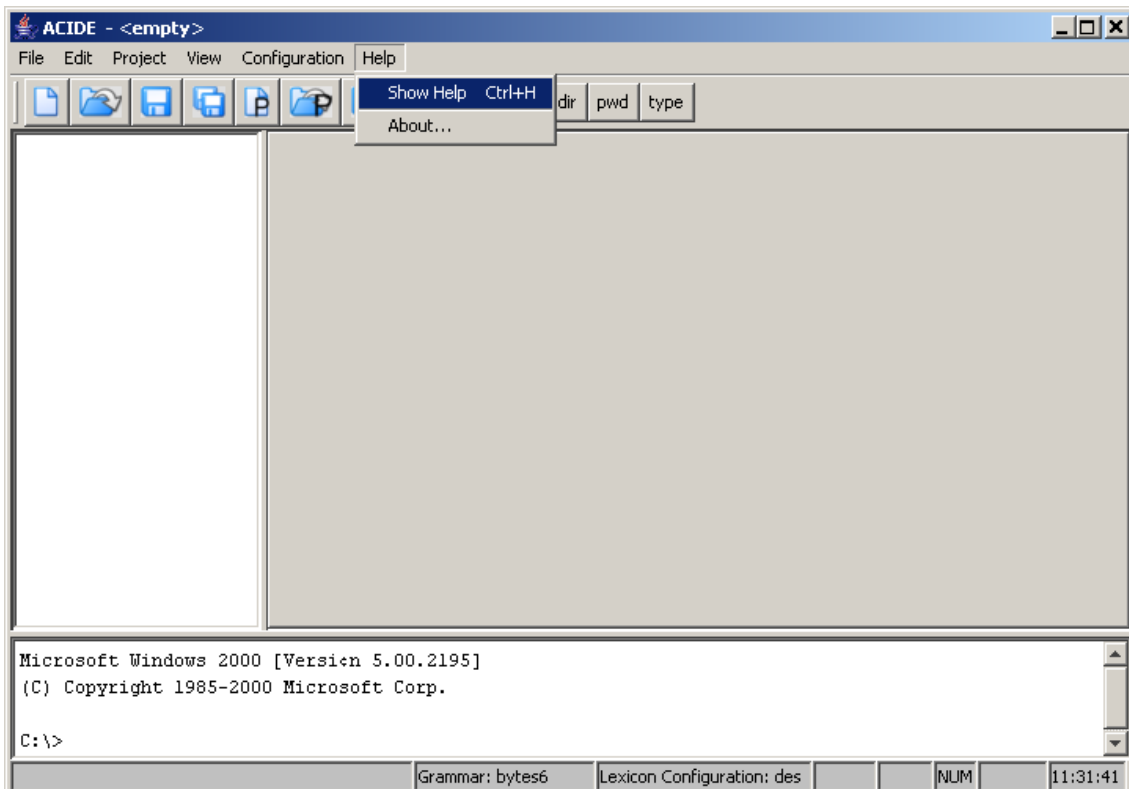 ACIDE - <empty>
File Edit Project View Configuration Help
Show Help Ctrl+H
About...
P P dir pwd type
Microsoft Windows 2000 [Versi¢n 5.00.2195]
(C) Copyright 1985-2000 Microsoft Corp.
C:\>
Grammar: bytes6 Lexicon Configuration: des NUM 11:31:41